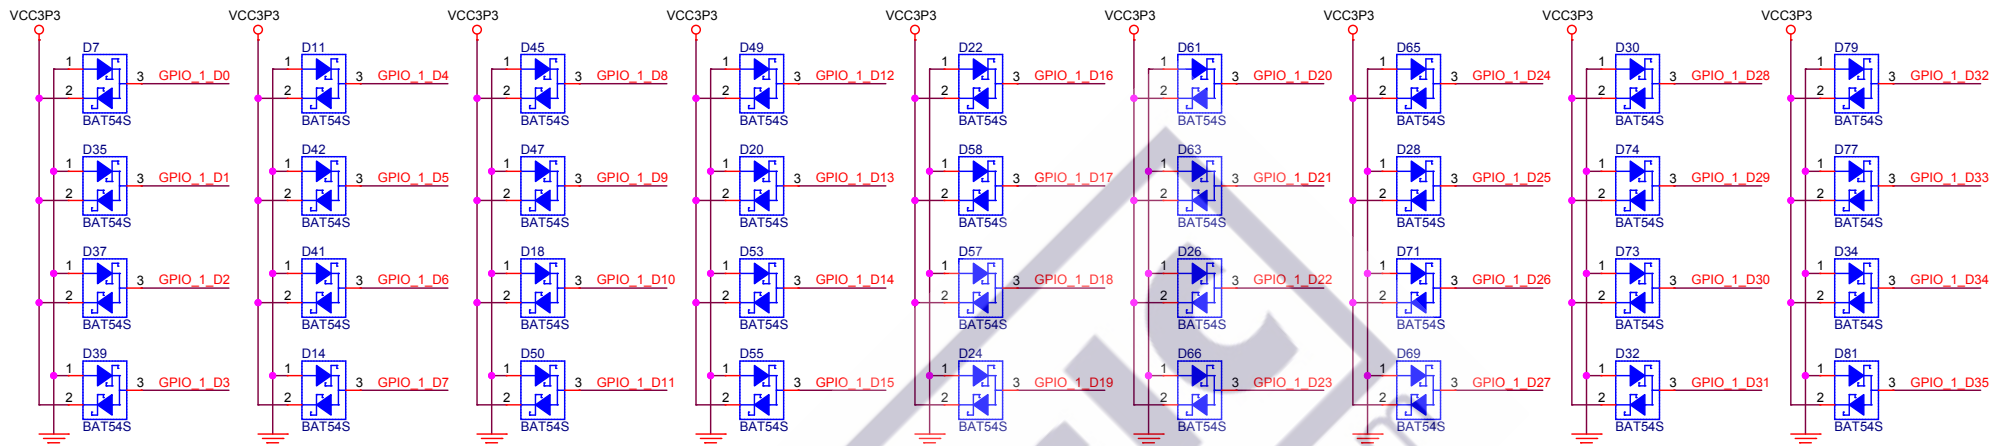 VCC3P3 VCC3P3 VCC3P3 VCC3P3 VCC3P3 VCC3P3 VCC3P3 VCC3P3 VCC3P3
D7 D11 D45 D49 D22 D61 D65 D30 D79
1 3 GPIO_1_D0 1 3 GPIO_1_D4 1 3 GPIO_1_D8 1 3 GPIO_1_D12 1 3 GPIO_1_D16 1 3 GPIO_1_D20 1 3 GPIO_1_D24 1 3 GPIO_1_D28 1 3 GPIO_1_D32
2 2 2 2 2 2 2 2 2
BAT54S BAT54S BAT54S BAT54S BAT54S BAT54S BAT54S BAT54S BAT54S
D35 D42 D47 D20 D58 D63 D28 D74 D77
1 3 GPIO_1_D1 1 3 GPIO_1_D5 1 3 GPIO_1_D9 1 3 GPIO_1_D13 1 3 GPIO_1_D17 1 3 GPIO_1_D21 1 3 GPIO_1_D25 1 3 GPIO_1_D29 1 3 GPIO_1_D33
2 2 2 2 2 2 2 2 2
BAT54S BAT54S BAT54S BAT54S BAT54S BAT54S BAT54S BAT54S BAT54S
D37 D41 D18 D53 D57 D26 D71 D73 D34
1 3 GPIO_1_D2 1 3 GPIO_1_D6 1 3 GPIO_1_D10 1 3 GPIO_1_D14 1 3 GPIO_1_D18 1 3 GPIO_1_D22 1 3 GPIO_1_D26 1 3 GPIO_1_D30 1 3 GPIO_1_D34
2 2 2 2 2 2 2 2 2
BAT54S BAT54S BAT54S BAT54S BAT54S BAT54S BAT54S BAT54S BAT54S
D39 D14 D50 D55 D24 D66 D69 D32 D81
1 3 GPIO_1_D3 1 3 GPIO_1_D7 1 3 GPIO_1_D11 1 3 GPIO_1_D15 1 3 GPIO_1_D19 1 3 GPIO_1_D23 1 3 GPIO_1_D27 1 3 GPIO_1_D31 1 3 GPIO_1_D35
2 2 2 2 2 2 2 2 2
BAT54S BAT54S BAT54S BAT54S BAT54S BAT54S BAT54S BAT54S BAT54S